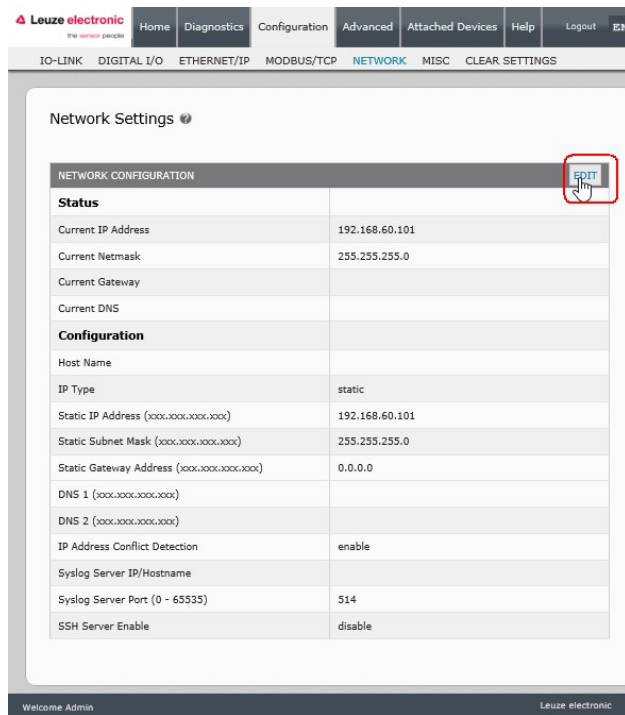 Leuze electronic
the sensor people
Home Diagnostics Configuration Advanced Attached Devices Help Logout EN
IO-LINK DIGITAL I/O ETHERNET/IP MODBUS/TCP NETWORK MISC CLEAR SETTINGS
Network Settings
NETWORK CONFIGURATION EDIT
Status
Current IP Address 192.168.60.101
Current Netmask 255.255.255.0
Current Gateway
Current DNS
Configuration
Host Name
IP Type static
Static IP Address (xxx.xxx.xxx.xxx) 192.168.60.101
Static Subnet Mask (xxx.xxx.xxx.xxx) 255.255.255.0
Static Gateway Address (xxx.xxx.xxx.xxx) 0.0.0.0
DNS 1 (xxx.xxx.xxx.xxx)
DNS 2 (xxx.xxx.xxx.xxx)
IP Address Conflict Detection enable
Syslog Server IP/Hostname
Syslog Server Port (0 - 65535) 514
SSH Server Enable disable
Welcome Admin Leuze electronic